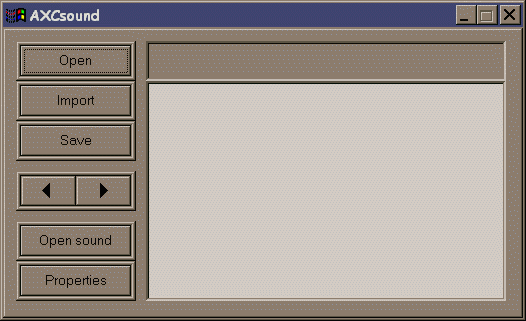 AXCsound
Open
Import
Save
Open sound
Properties